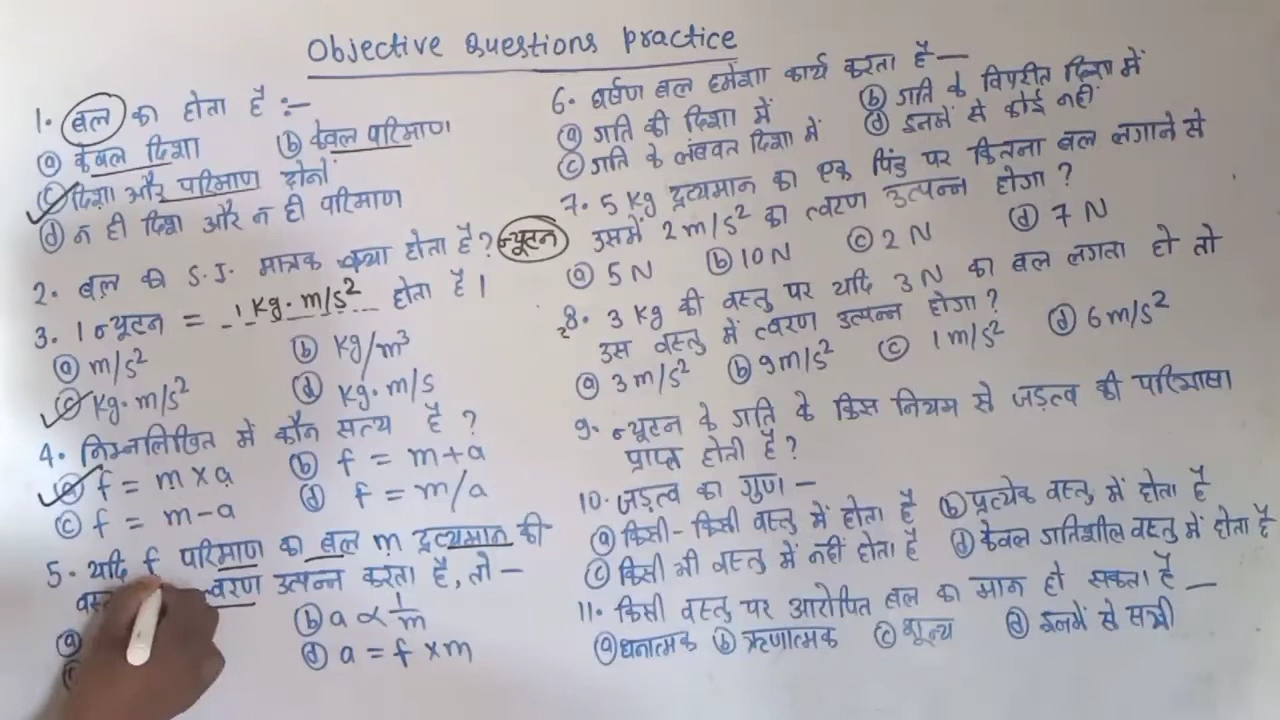 Objective Questions Practice
1. बल का होता है :—
ⓐ केवल दिशा ⓑ केवल परिमाण
ⓒ दिशा और परिमाण दोनों
ⓓ न ही दिशा और न ही परिमाण
2. बल की S.I. मात्रक क्या होता है? न्यूटन
3. 1 न्यूटन = 1 Kg. m/s² होता है।
ⓐ m/s² ⓑ Kg/m³
ⓒ Kg. m/s² ⓓ Kg. m/s
4. निम्नलिखित में कौन सत्य है ?
ⓐ f = m x a ⓑ f = m + a
ⓒ f = m - a ⓓ f = m/a
5. यदि f परिमाण का बल m द्रव्यमान की
उत्पन्न करता है, तो —
ⓐ ⓑ a ∝ 1/m
ⓓ a = f x m
6. घर्षण बल हमेशा कार्य करता है —
ⓐ गति की दिशा में ⓑ गति के विपरीत दिशा में
ⓒ गति के लंबवत दिशा में ⓓ इनमें से कोई नहीं
7. 5 Kg द्रव्यमान का एक पिंड पर कितना बल लगाने से
उसमें 2 m/s² का त्वरण उत्पन्न होगा ?
ⓐ 5 N ⓑ 10 N ⓒ 2 N ⓓ 7 N
8. 3 Kg की वस्तु पर यदि 3 N का बल लगता हो तो
उस वस्तु में त्वरण उत्पन्न होगा ?
ⓐ 3 m/s² ⓑ 9 m/s² ⓒ 1 m/s² ⓓ 6 m/s²
9. न्यूटन के गति के किस नियम से जड़त्व की परिभाषा
प्राप्त होती है ?
10. जड़त्व का गुण —
ⓐ किसी-किसी वस्तु में होता है ⓑ प्रत्येक वस्तु में होता है
ⓒ किसी भी वस्तु में नहीं होता है ⓓ केवल गतिशील वस्तु में होता है
11. किसी वस्तु पर आरोपित बल का मान हो सकता है —
ⓐ धनात्मक ⓑ ऋणात्मक ⓒ शून्य ⓓ इनमें से सभी